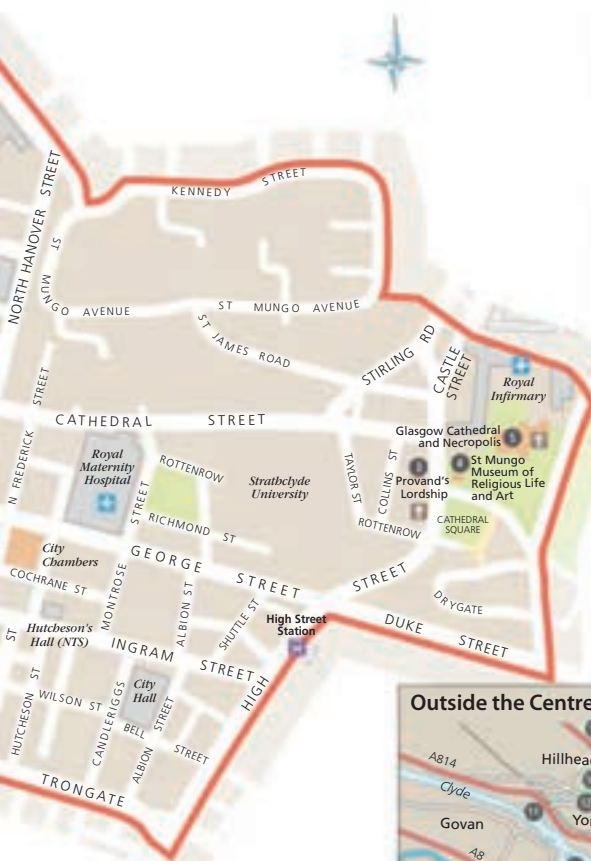 KENNEDY STREET
NORTH HANOVER STREET
ST MUNGO AVENUE
ST MUNGO AVENUE
ST JAMES ROAD
STIRLING RD
CASTLE STREET
Royal
Infirmary
STREET
CATHEDRAL STREET
Glasgow Cathedral
and Necropolis
5
N FREDERICK
Royal
Maternity
Hospital
ROTTENROW
Strathclyde
University
TAYLOR ST
COLLINS ST
3
Provand's
Lordship
4
St Mungo
Museum of
Religious Life
and Art
STREET
RICHMOND ST
ROTTENROW
CATHEDRAL
SQUARE
City
Chambers
GEORGE STREET
STREET
COCHRANE ST
MONTROSE
ALBION ST
SHUTTLE ST
DRYGATE
High Street
Station
DUKE STREET
ST
Hutcheson's
Hall (NTS)
INGRAM STREET
HIGH
HUTCHESON ST
WILSON ST
CANDLERIGGS
City
Hall
BELL STREET
ALBION STREET
TRONGATE
Outside the Centre
A814
Clyde
Hillhea
Govan
Yo
A8